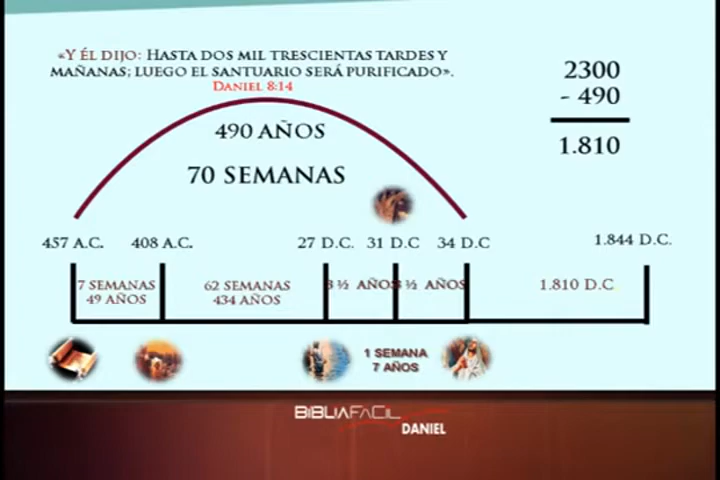 «Y ÉL DIJO: HASTA DOS MIL TRESCIENTAS TARDES Y
MAÑANAS; LUEGO EL SANTUARIO SERÁ PURIFICADO».
DANIEL 8:14
2300
- 490
1.810
490 AÑOS
70 SEMANAS
457 A.C. 408 A.C. 27 D.C. 31 D.C 34 D.C 1.844 D.C.
7 SEMANAS 62 SEMANAS 3 ½ AÑOS 3 ½ AÑOS 1.810 D.C
49 AÑOS 434 AÑOS
1 SEMANA
7 AÑOS
BIBLIAFACIL
DANIEL